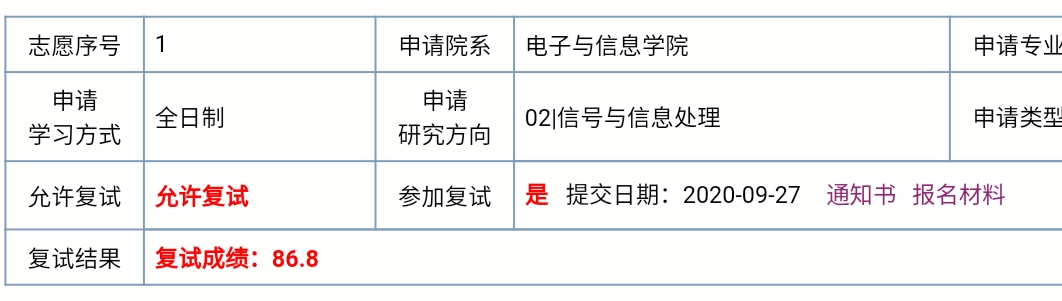 志愿序号 1 申请院系 电子与信息学院 申请专业
申请
学习方式 全日制 申请
研究方向 02|信号与信息处理 申请类型
允许复试 允许复试 参加复试 是 提交日期：2020-09-27 通知书 报名材料
复试结果 复试成绩：86.8